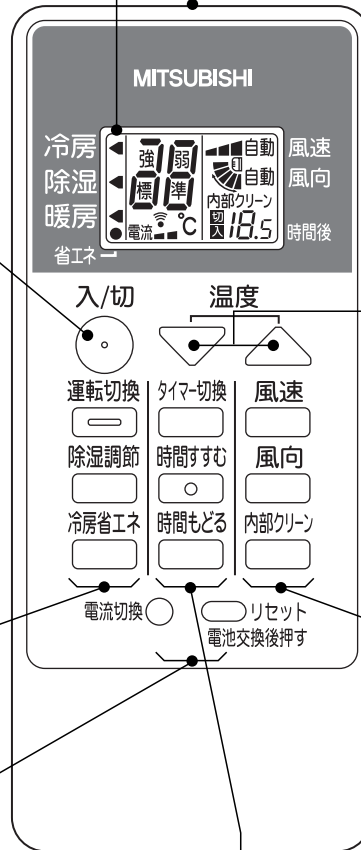 MITSUBISHI
冷房 強 弱 自動 風速
除湿 標 準 自動 風向
暖房 内部クリーン
電流 ℃ 切 入 18.5 時間後
省エネ
入/切 温度
運転切換 タイマー切換 風速
除湿調節 時間すすむ 風向
冷房省エネ 時間もどる 内部クリーン
電流切換 リセット
電池交換後押す